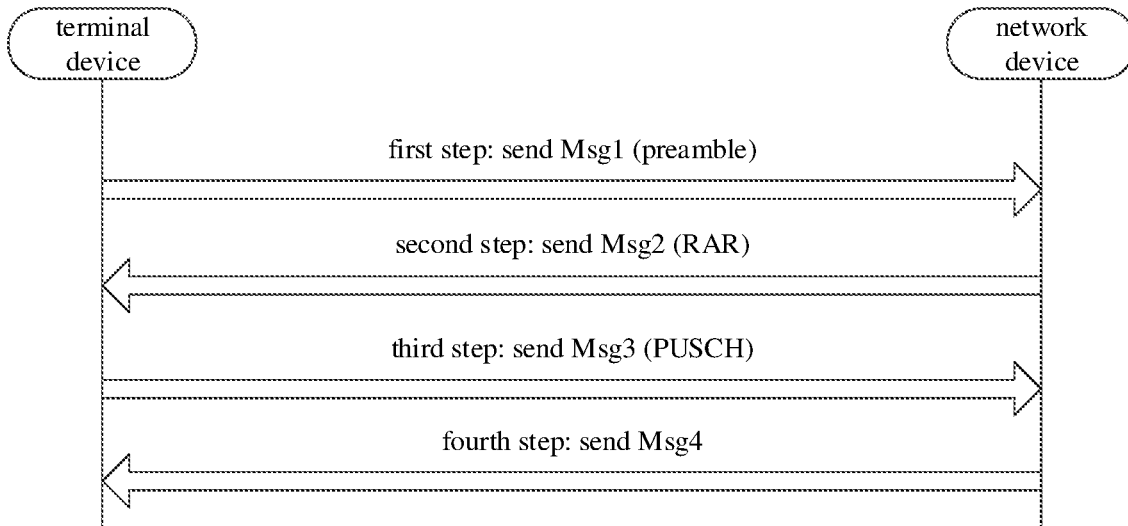 terminal
device
network
device
first step: send Msg1 (preamble)
second step: send Msg2 (RAR)
third step: send Msg3 (PUSCH)
fourth step: send Msg4